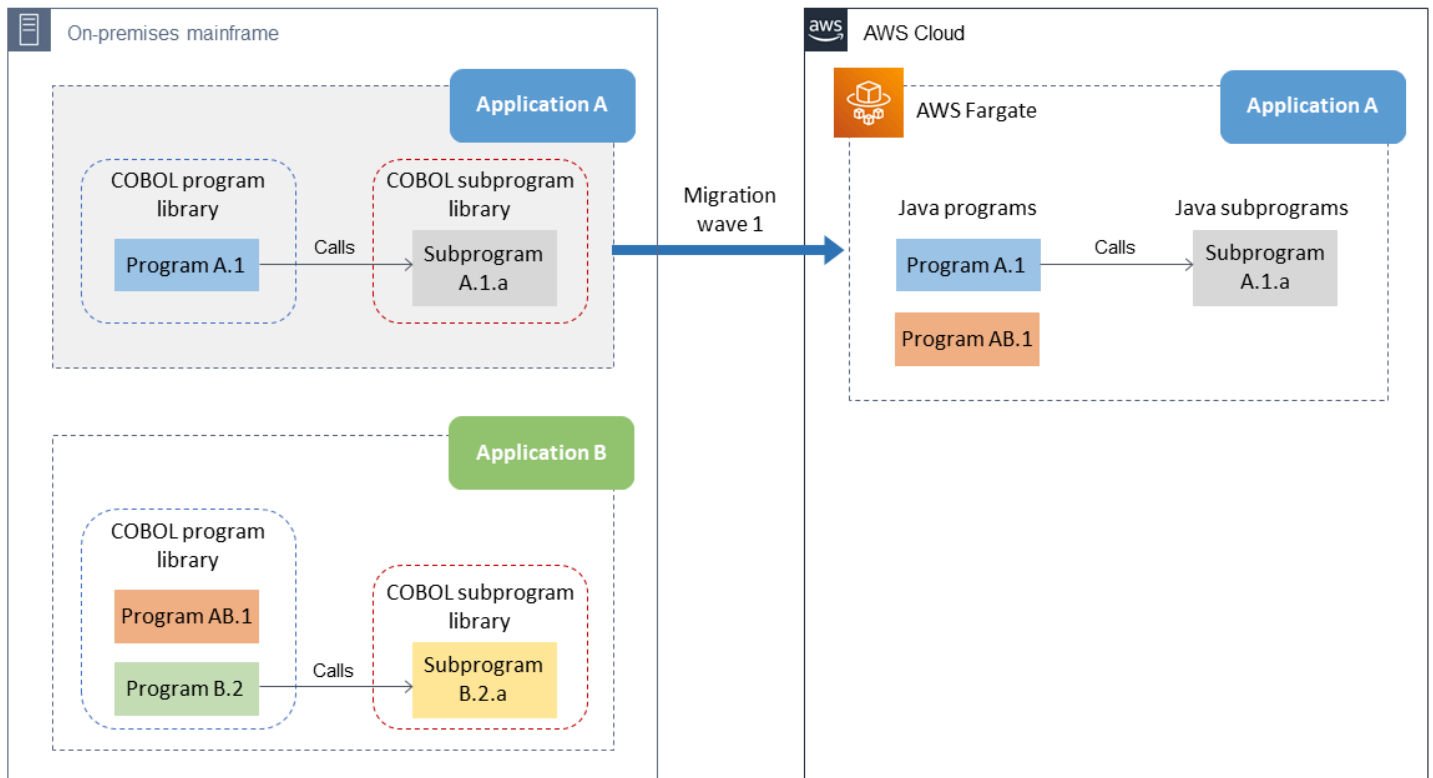 On-premises mainframe
Application A
COBOL program
library
Program A.1
Calls
COBOL subprogram
library
Subprogram
A.1.a
Migration
wave 1
Application B
COBOL program
library
Program AB.1
Program B.2
Calls
COBOL subprogram
library
Subprogram
B.2.a
aws
AWS Cloud
AWS Fargate
Application A
Java programs
Program A.1
Calls
Java subprograms
Subprogram
A.1.a
Program AB.1